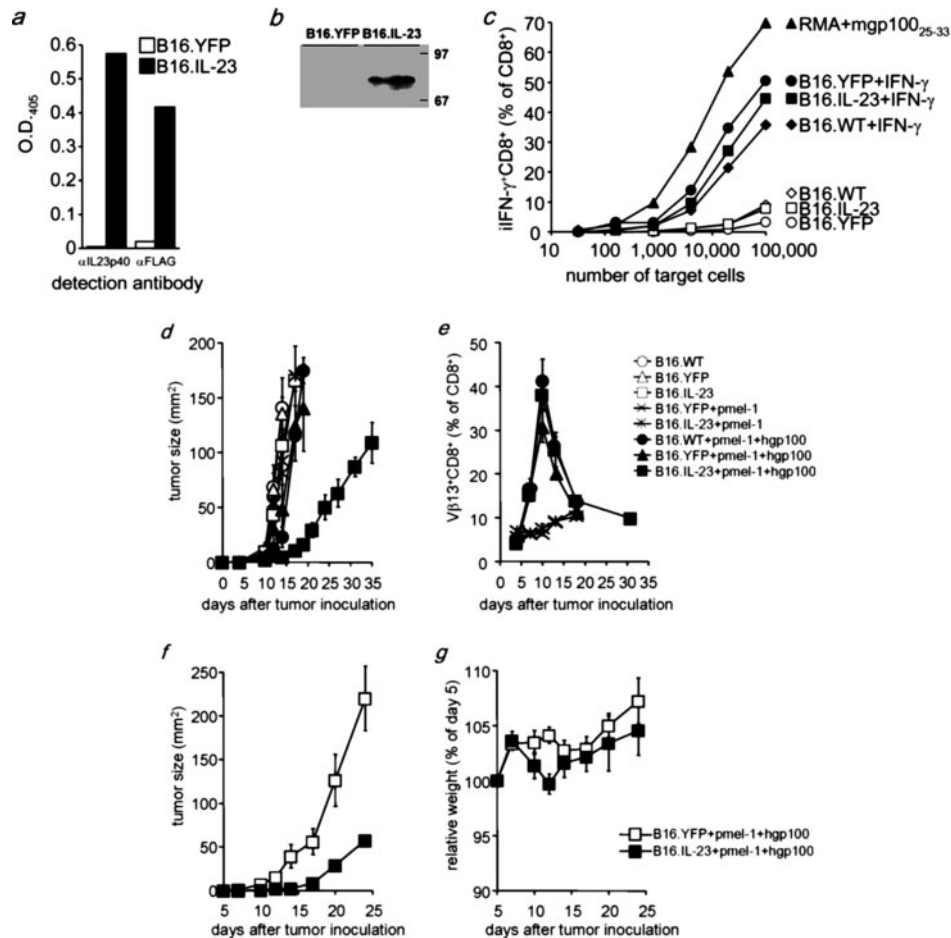 a
0.6
0.5
0.4
0.3
0.2
0.1
0
O.D.405
B16.YFP
B16.IL-23
αIL23p40 αFLAG
detection antibody
b
B16.YFP B16.IL-23
97
67
c
70
60
50
40
30
20
10
0
iIFN-γ+CD8+ (% of CD8+)
10 100 1,000 10,000 100,000
number of target cells
RMA+mgp100 25-33
B16.YFP+IFN-γ
B16.IL-23+IFN-γ
B16.WT+IFN-γ
B16.WT
B16.IL-23
B16.YFP
d
200
150
100
50
0
tumor size (mm²)
0 5 10 15 20 25 30 35
days after tumor inoculation
e
50
40
30
20
10
0
Vβ13+CD8+ (% of CD8+)
0 5 10 15 20 25 30 35
days after tumor inoculation
B16.WT
B16.YFP
B16.IL-23
B16.YFP+pmel-1
B16.IL-23+pmel-1
B16.WT+pmel-1+hgp100
B16.YFP+pmel-1+hgp100
B16.IL-23+pmel-1+hgp100
f
250
200
150
100
50
0
tumor size (mm²)
5 10 15 20 25
days after tumor inoculation
g
110
105
100
95
90
relative weight (% of day 5)
5 10 15 20 25
days after tumor inoculation
B16.YFP+pmel-1+hgp100
B16.IL-23+pmel-1+hgp100